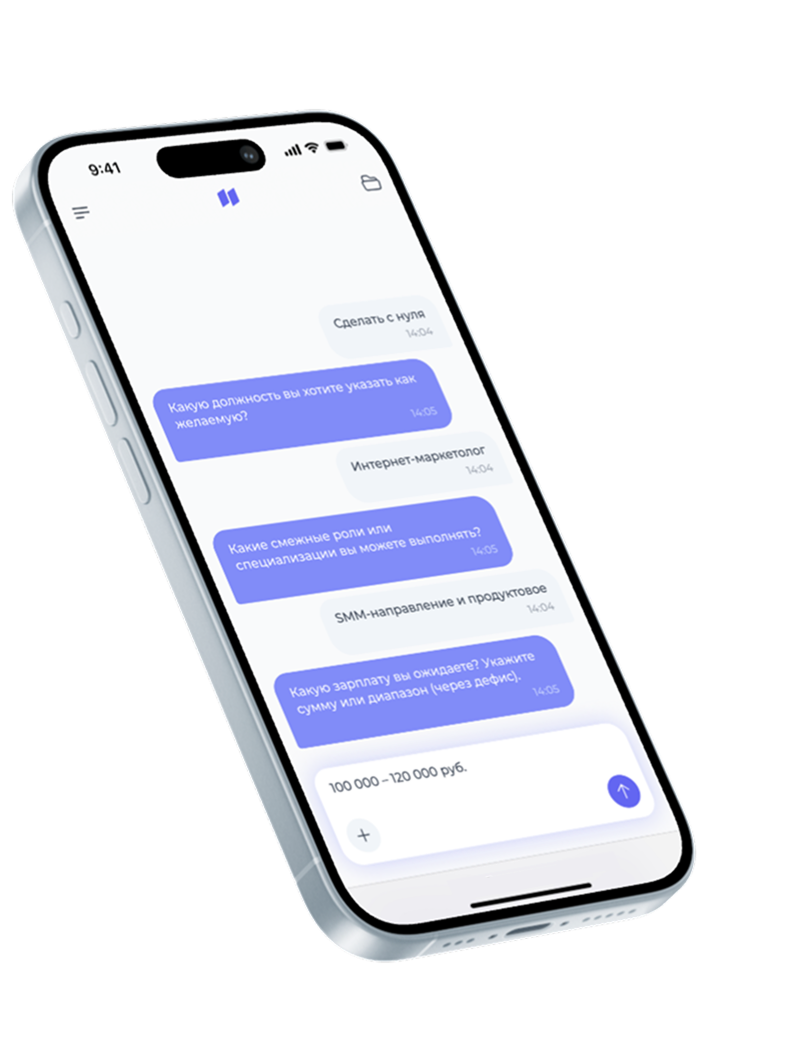 9:41
Сделать с нуля
14:04
Какую должность вы хотите указать как
желаемую?
14:05
Интернет-маркетолог
14:04
Какие смежные роли или
специализации вы можете выполнять?
14:05
SMM-направление и продуктовое
14:04
Какую зарплату вы ожидаете? Укажите
сумму или диапазон (через дефис).
14:05
100 000 – 120 000 руб.